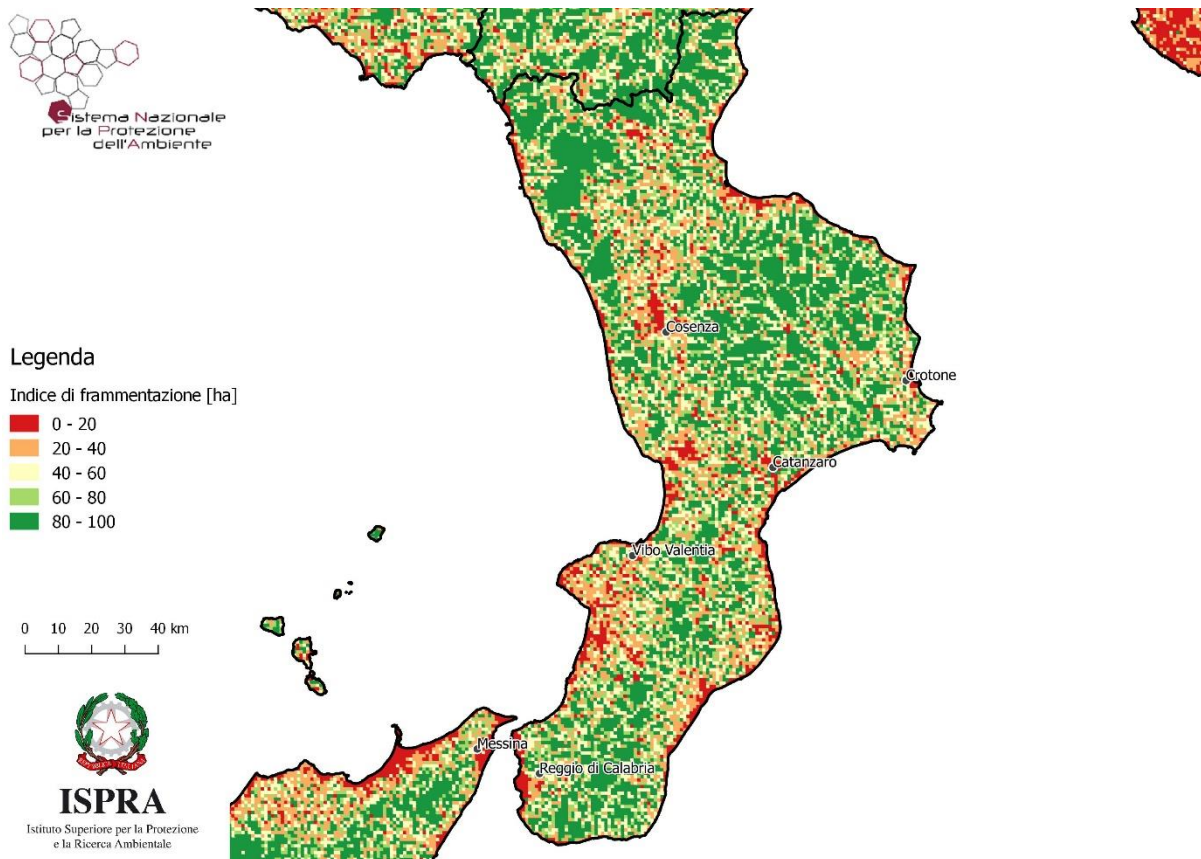 Sistema Nazionale
per la Protezione
dell'Ambiente
Legenda
Indice di frammentazione [ha]
0 - 20
20 - 40
40 - 60
60 - 80
80 - 100
0 10 20 30 40 km
Cosenza
Crotone
Catanzaro
Vibo Valentia
Messina
Reggio di Calabria
ISPRA
Istituto Superiore per la Protezione
e la Ricerca Ambientale